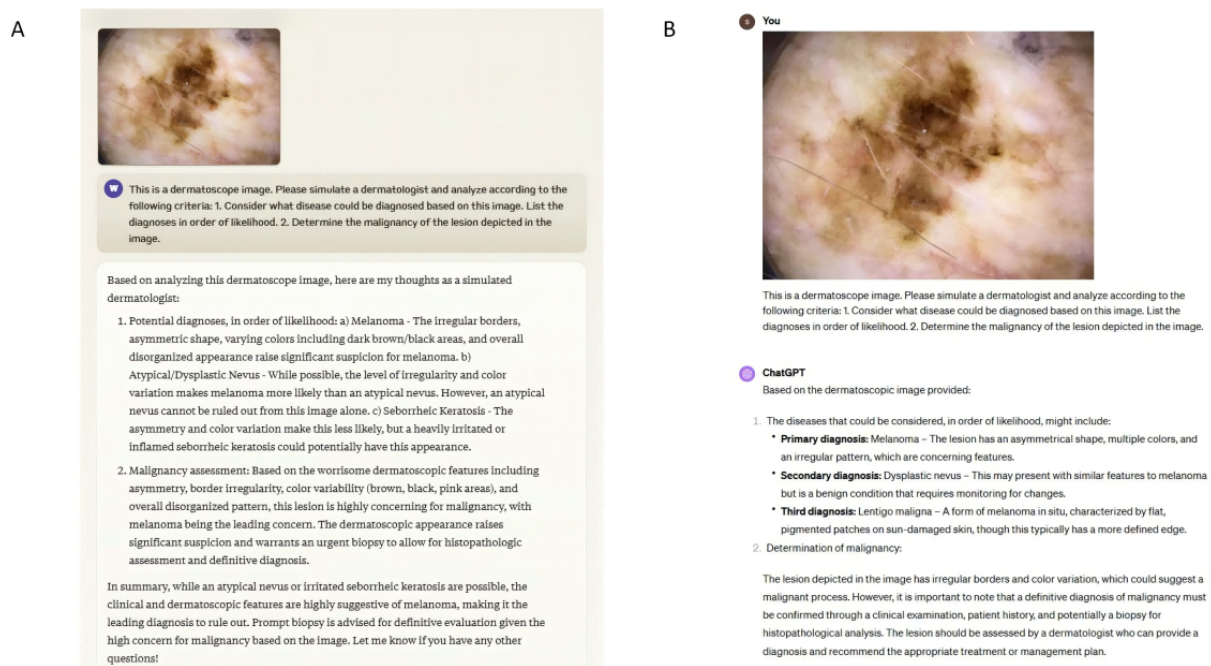 A
W
This is a dermatoscope image. Please simulate a dermatologist and analyze according to the
following criteria: 1. Consider what disease could be diagnosed based on this image. List the
diagnoses in order of likelihood. 2. Determine the malignancy of the lesion depicted in the
image.
Based on analyzing this dermatoscope image, here are my thoughts as a simulated
dermatologist:
1. Potential diagnoses, in order of likelihood: a) Melanoma - The irregular borders,
asymmetric shape, varying colors including dark brown/black areas, and overall
disorganized appearance raise significant suspicion for melanoma. b)
Atypical/Dysplastic Nevus - While possible, the level of irregularity and color
variation makes melanoma more likely than an atypical nevus. However, an atypical
nevus cannot be ruled out from this image alone. c) Seborrheic Keratosis - The
asymmetry and color variation make this less likely, but a heavily irritated or
inflamed seborrheic keratosis could potentially have this appearance.
2. Malignancy assessment: Based on the worrisome dermatoscopic features including
asymmetry, border irregularity, color variability (brown, black, pink areas), and
overall disorganized pattern, this lesion is highly concerning for malignancy, with
melanoma being the leading concern. The dermatoscopic appearance raises
significant suspicion and warrants an urgent biopsy to allow for histopathologic
assessment and definitive diagnosis.
In summary, while an atypical nevus or irritated seborrheic keratosis are possible, the
clinical and dermatoscopic features are highly suggestive of melanoma, making it the
leading diagnosis to rule out. Prompt biopsy is advised for definitive evaluation given the
high concern for malignancy based on the image. Let me know if you have any other
questions!
B
S
You
This is a dermatoscope image. Please simulate a dermatologist and analyze according to the
following criteria: 1. Consider what disease could be diagnosed based on this image. List the
diagnoses in order of likelihood. 2. Determine the malignancy of the lesion depicted in the image.
ChatGPT
Based on the dermatoscopic image provided:
1. The diseases that could be considered, in order of likelihood, might include:
• Primary diagnosis: Melanoma – The lesion has an asymmetrical shape, multiple colors, and
an irregular pattern, which are concerning features.
• Secondary diagnosis: Dysplastic nevus – This may present with similar features to melanoma
but is a benign condition that requires monitoring for changes.
• Third diagnosis: Lentigo maligna – A form of melanoma in situ, characterized by flat,
pigmented patches on sun-damaged skin, though this typically has a more defined edge.
2. Determination of malignancy:
The lesion depicted in the image has irregular borders and color variation, which could suggest a
malignant process. However, it is important to note that a definitive diagnosis of malignancy must
be confirmed through a clinical examination, patient history, and potentially a biopsy for
histopathological analysis. The lesion should be assessed by a dermatologist who can provide a
diagnosis and recommend the appropriate treatment or management plan.